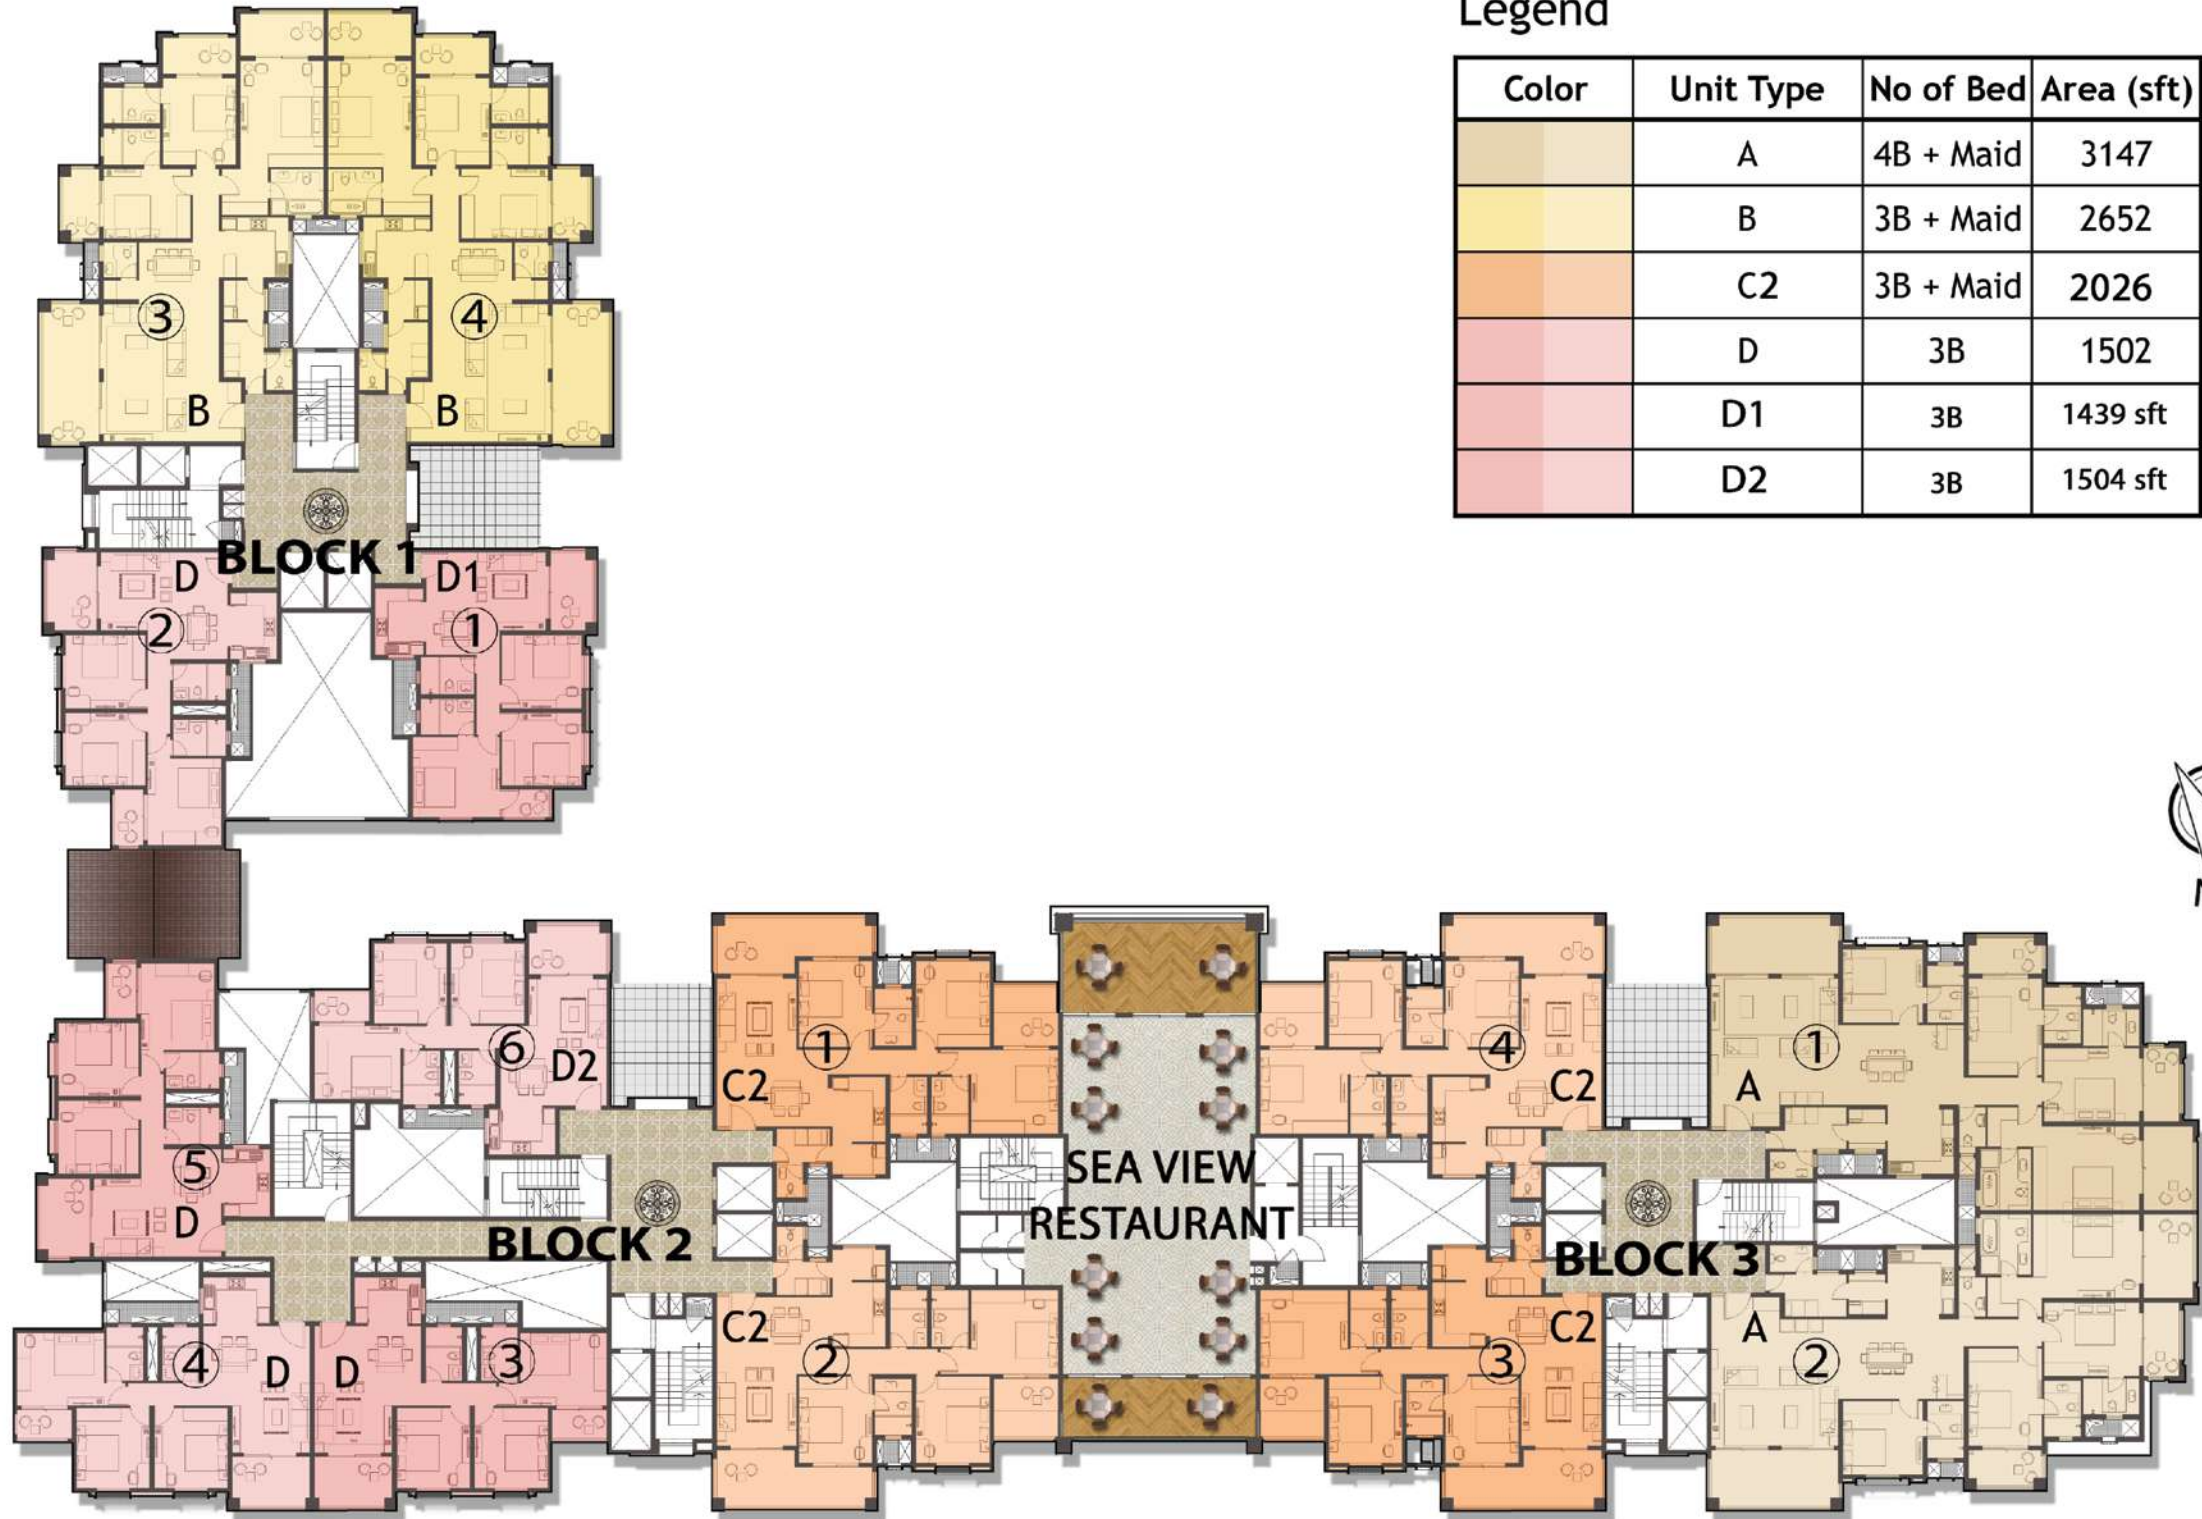 Legend
Color Unit Type No of Bed Area (sft)
A 4B + Maid 3147
B 3B + Maid 2652
C2 3B + Maid 2026
D 3B 1502
D1 3B 1439 sft
D2 3B 1504 sft
3 4
B B
BLOCK 1
D D1
2 1
N
6 D2
1 C2
4 C2
1 A
5 D
SEA VIEW
RESTAURANT
BLOCK 2
BLOCK 3
4 D D 3
C2 2
C2 3
A 2